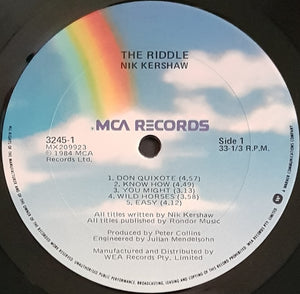 THE RIDDLE
NIK KERSHAW
MCA RECORDS
3245-1
MX209923
℗ 1984 MCA
Records Ltd.
Side 1
33-1/3 R.P.M.
1. DON QUIXOTE (4.57)
2. KNOW HOW (4.49)
3. YOU MIGHT (3.13)
4. WILD HORSES (3.58)
5. EASY (4.12)
All titles written by Nik Kershaw
All titles published by Rondor Music
Produced by Peter Collins
Engineered by Julian Mendelsohn
Manufactured and Distributed by
WEA Records Pty. Limited